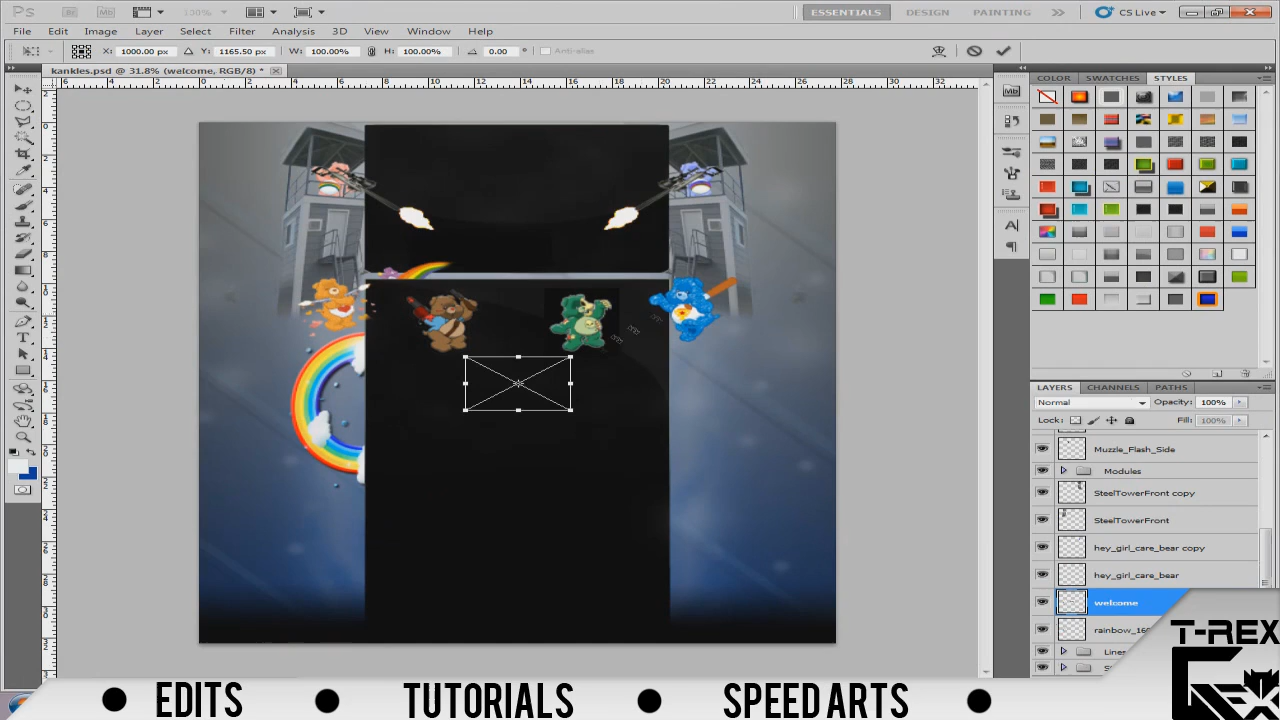 Ps Br Mb 100% ESSENTIALS DESIGN PAINTING CS Live
File Edit Image Layer Select Filter Analysis 3D View Window Help
X: 1000.00 px Y: 1165.50 px W: 100.00% H: 100.00% 0.00 ° Anti-alias
kankles.psd @ 31.8% (welcome, RGB/8) *
COLOR SWATCHES STYLES
LAYERS CHANNELS PATHS
Normal Opacity: 100%
Lock: Fill: 100%
Muzzle_Flash_Side
Modules
SteelTowerFront copy
SteelTowerFront
hey_girl_care_bear copy
hey_girl_care_bear
welcome
Lines
T-REX
EDITS TUTORIALS SPEED ARTS